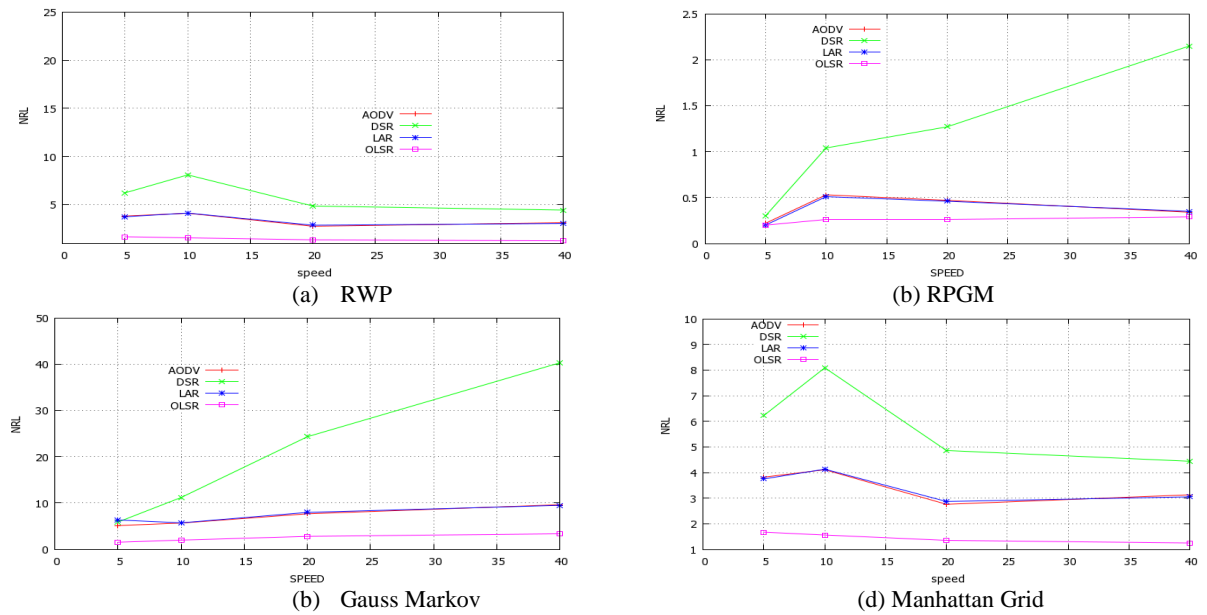 25
20
15
10
5
NRL
AODV
DSR
LAR
OLSR
0 5 10 15 20 25 30 35 40
speed
(a) RWP
2.5
2
1.5
1
0.5
0
NRL
AODV
DSR
LAR
OLSR
0 5 10 15 20 25 30 35 40
SPEED
(b) RPGM
50
40
30
20
10
0
NRL
AODV
DSR
LAR
OLSR
0 5 10 15 20 25 30 35 40
SPEED
(b) Gauss Markov
10
9
8
7
6
5
4
3
2
1
NRL
AODV
DSR
LAR
OLSR
0 5 10 15 20 25 30 35 40
speed
(d) Manhattan Grid